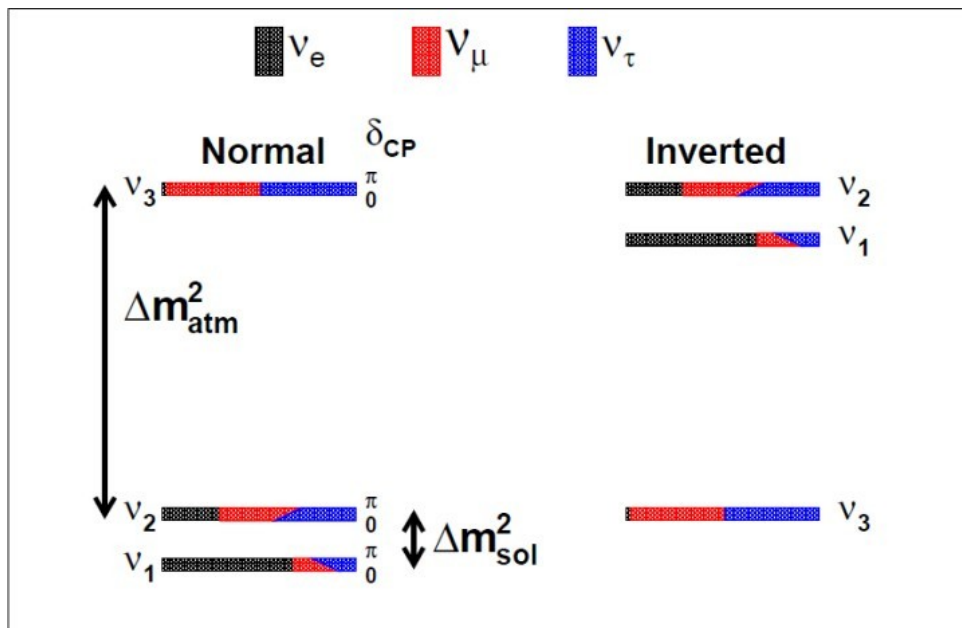 νe νμ ντ
Normal δCP Inverted
ν3 π 0 ν2
ν1
Δm²atm
ν2 π 0 ν3
Δm²sol
ν1 π 0